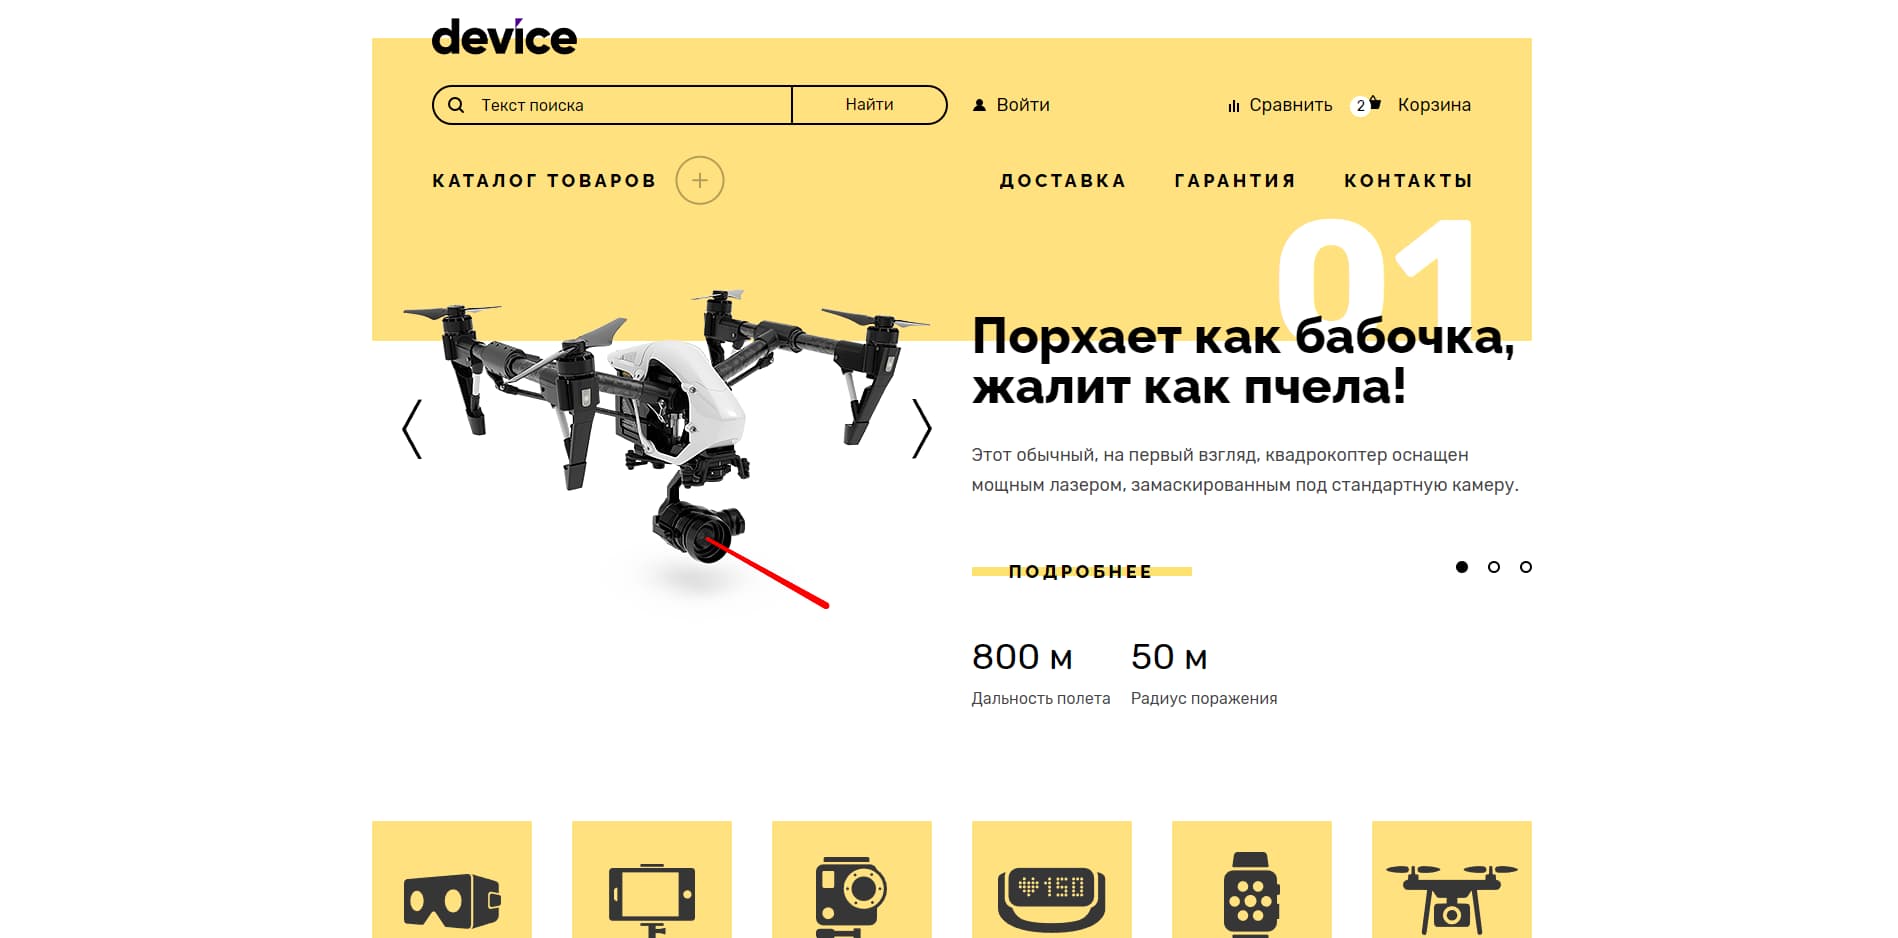 device
Текст поиска
Найти
Войти
Сравнить
2
Корзина
КАТАЛОГ ТОВАРОВ
ДОСТАВКА
ГАРАНТИЯ
КОНТАКТЫ
01
Порхает как бабочка,
жалит как пчела!
Этот обычный, на первый взгляд, квадрокоптер оснащен
мощным лазером, замаскированным под стандартную камеру.
ПОДРОБНЕЕ
800 м
50 м
Дальность полета
Радиус поражения
150